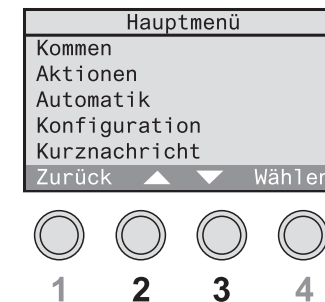 Hauptmenü
Kommen
Aktionen
Automatik
Konfiguration
Kurznachricht
Zurück Wählen
1 2 3 4